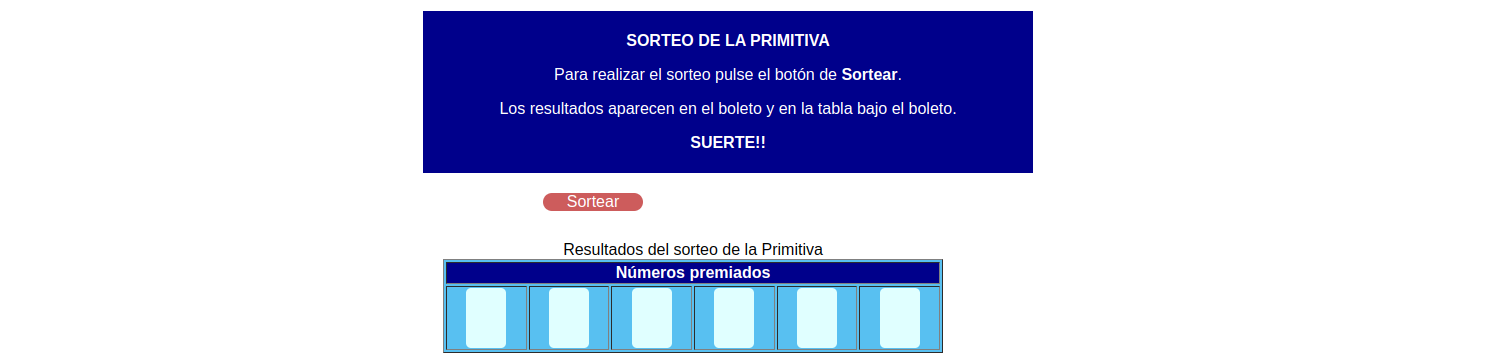 SORTEO DE LA PRIMITIVA
Para realizar el sorteo pulse el botón de Sortear.
Los resultados aparecen en el boleto y en la tabla bajo el boleto.
SUERTE!!
Sortear
Resultados del sorteo de la Primitiva
Números premiados